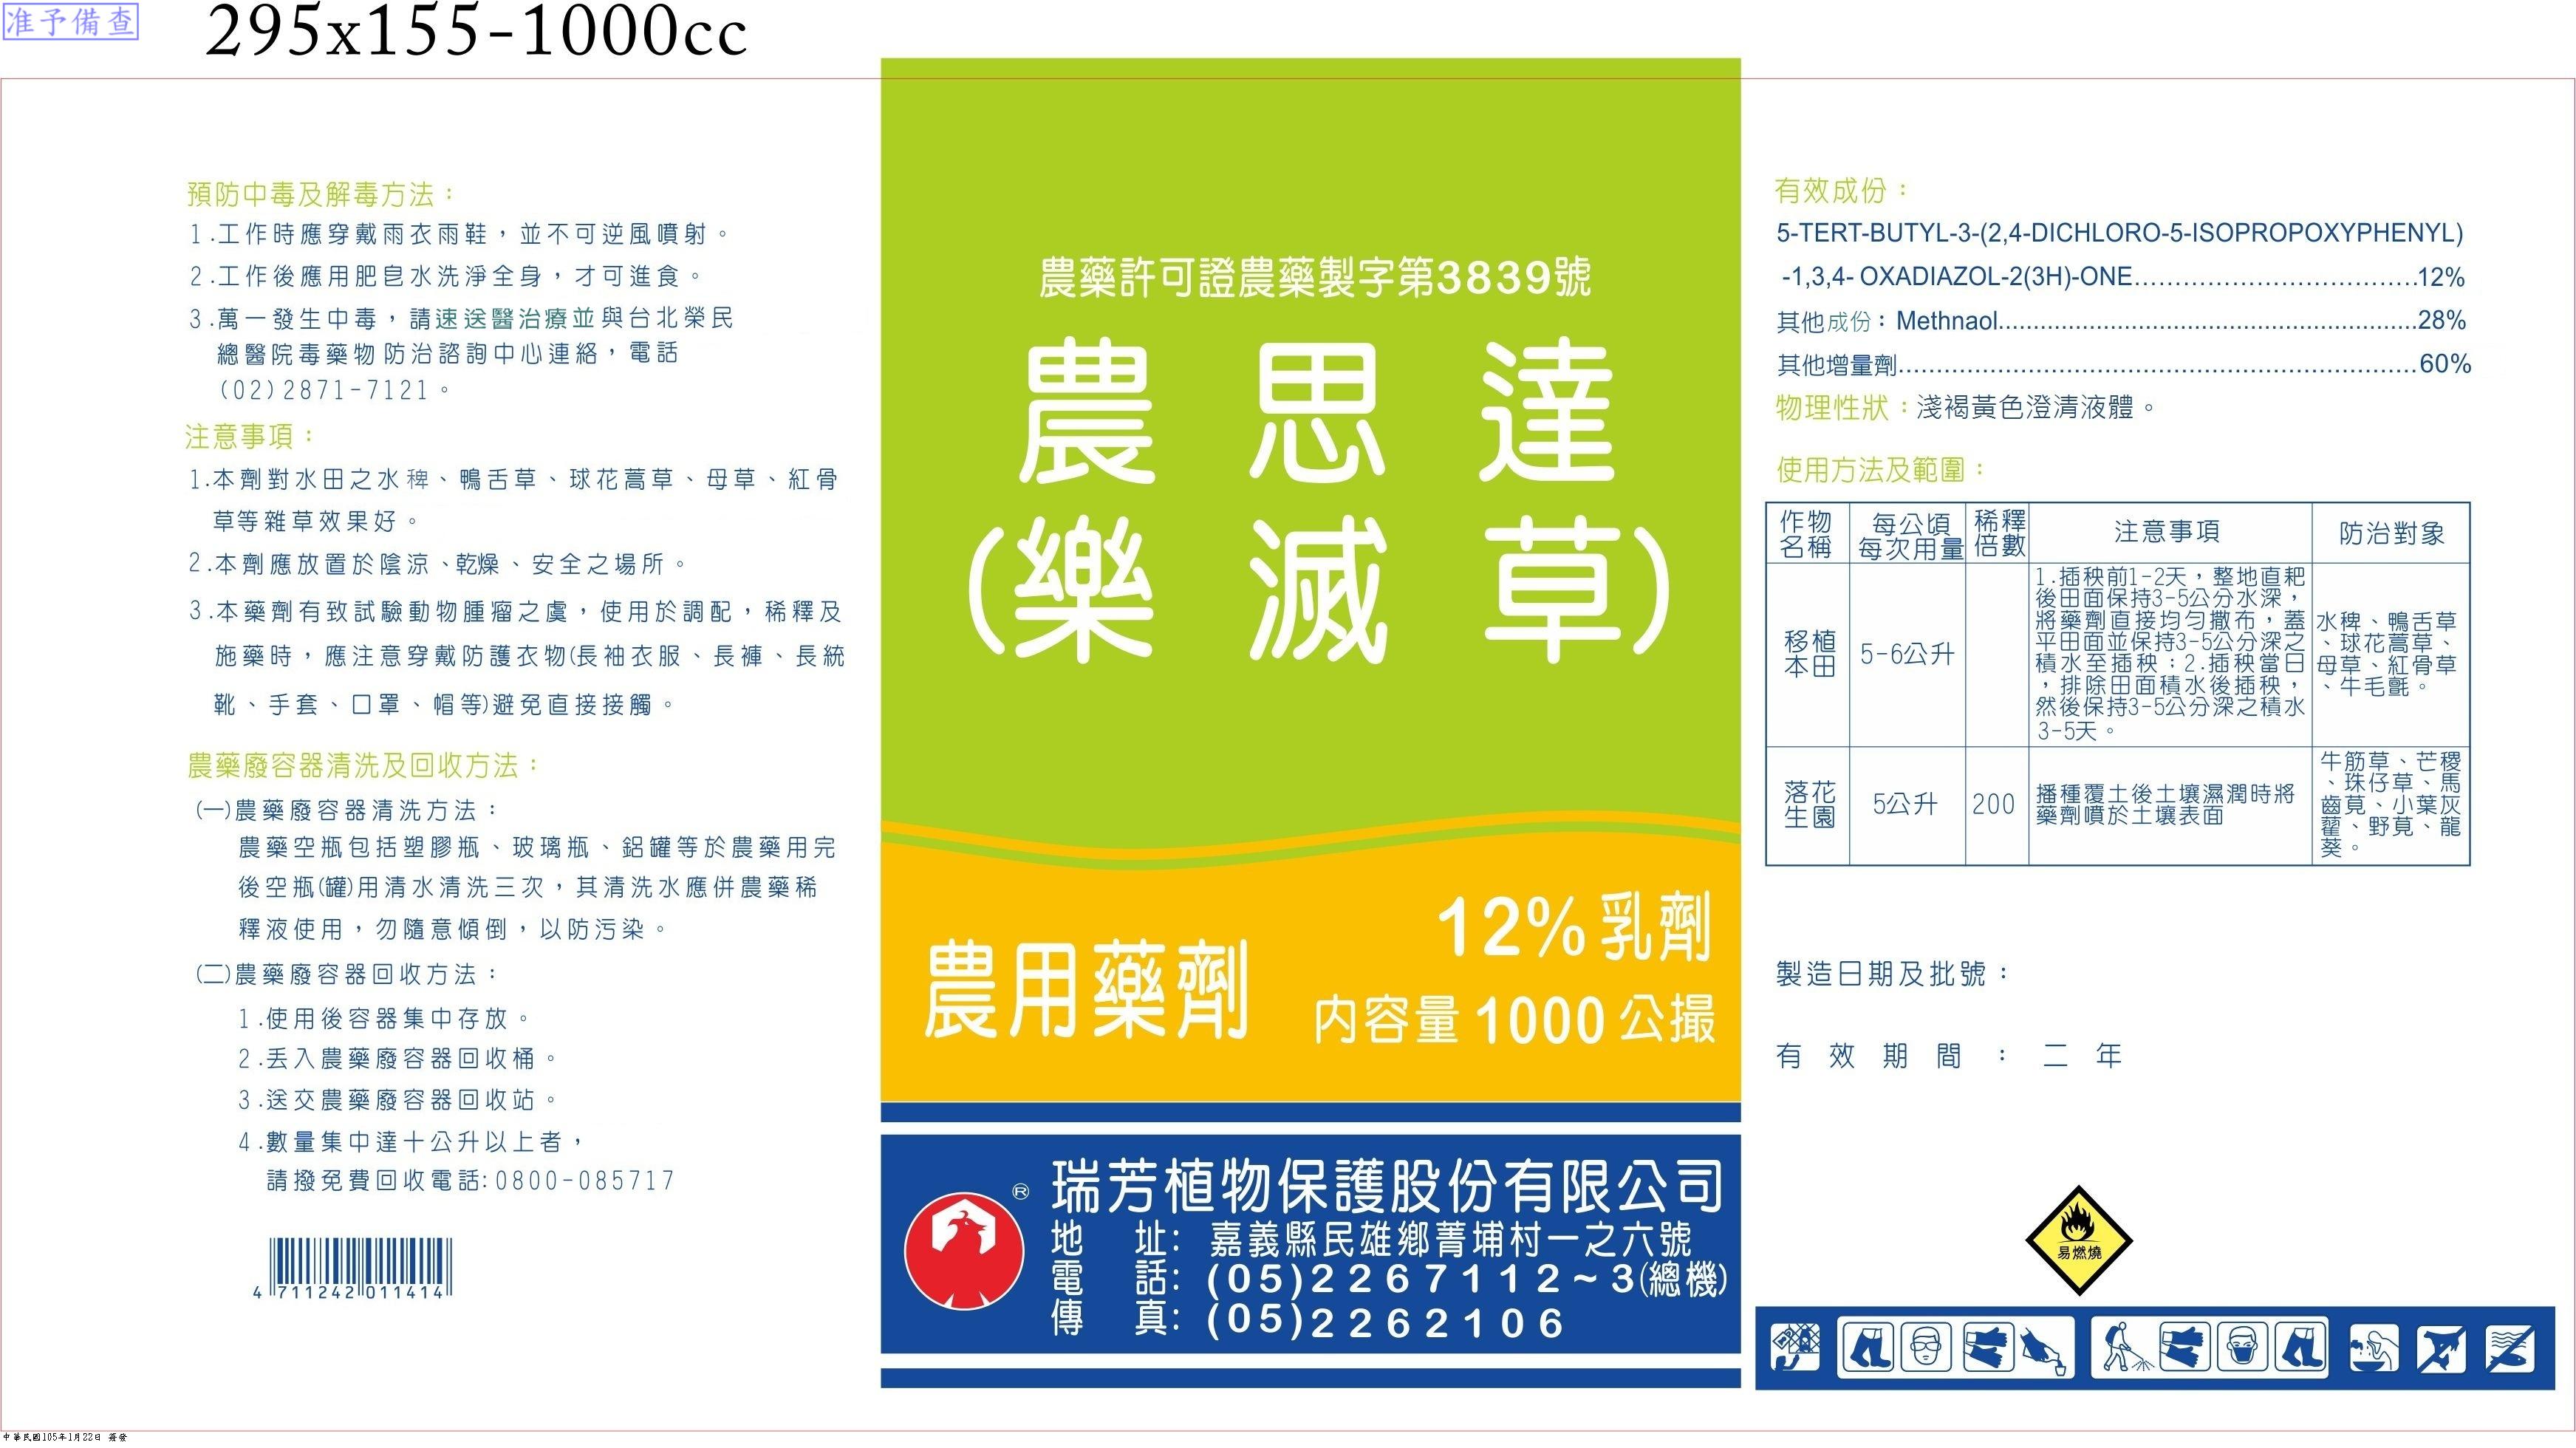 准予備查
295x155-1000cc
預防中毒及解毒方法：
1.工作時應穿戴雨衣雨鞋，並不可逆風噴射。
2.工作後應用肥皂水洗淨全身，才可進食。
3.萬一發生中毒，請速送醫治療並與台北榮民
總醫院毒藥物防治諮詢中心連絡，電話
(02)2871-7121。
注意事項：
1.本劑對水田之水稗、鴨舌草、球花蒿草、母草、紅骨
草等雜草效果好。
2.本劑應放置於陰涼、乾燥、安全之場所。
3.本藥劑有致試驗動物腫瘤之虞，使用於調配，稀釋及
施藥時，應注意穿戴防護衣物(長袖衣服、長褲、長統
靴、手套、口罩、帽等)避免直接接觸。
農藥廢容器清洗及回收方法：
(一)農藥廢容器清洗方法：
農藥空瓶包括塑膠瓶、玻璃瓶、鋁罐等於農藥用完
後空瓶(罐)用清水清洗三次，其清洗水應併農藥稀
釋液使用，勿隨意傾倒，以防污染。
(二)農藥廢容器回收方法：
1.使用後容器集中存放。
2.丟入農藥廢容器回收桶。
3.送交農藥廢容器回收站。
4.數量集中達十公升以上者，
請撥免費回收電話:0800-085717
4 711242 011414
農藥許可證農藥製字第3839號
農思達
(樂滅草)
12%乳劑
農用藥劑
內容量1000公撮
®
瑞芳植物保護股份有限公司
地址: 嘉義縣民雄鄉菁埔村一之六號
電話: (05)2267112~3(總機)
傳真: (05)2262106
有效成份：
5-TERT-BUTYL-3-(2,4-DICHLORO-5-ISOPROPOXYPHENYL)
-1,3,4- OXADIAZOL-2(3H)-ONE..................................12%
其他成份：Methnaol............................................................28%
其他增量劑....................................................................60%
物理性狀：淺褐黃色澄清液體。
使用方法及範圍：
作物
名稱
每公頃
每次用量
稀釋
倍數
注意事項
防治對象
移植
本田
5-6公升
1.插秧前1-2天，整地直耙
後田面保持3-5公分水深，
將藥劑直接均勻撒布，蓋
平田面並保持3-5公分深之
積水至插秧；2.插秧當日
，排除田面積水後插秧，
然後保持3-5公分深之積水
3-5天。
水稗、鴨舌草
、球花蒿草、
母草、紅骨草
、牛毛氈。
落花
生園
5公升
200
播種覆土後土壤濕潤時將
藥劑噴於土壤表面
牛筋草、芒稷
、珠仔草、馬
齒莧、小葉灰
藋、野莧、龍
葵。
製造日期及批號：
有效期間：二年
易燃燒
中華民國105年1月22日 簽發